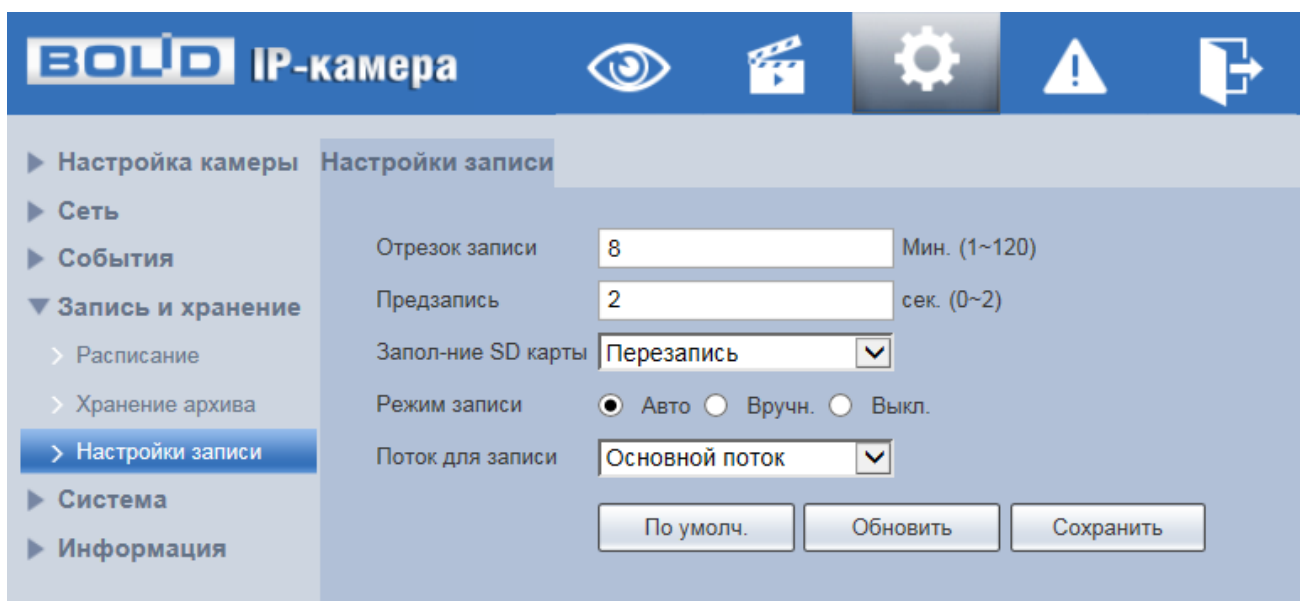 BOLID IP-камера
Настройка камеры
Сеть
События
Запись и хранение
Расписание
Хранение архива
Настройки записи
Система
Информация
Настройки записи
Отрезок записи 8 Мин. (1~120)
Предзапись 2 сек. (0~2)
Запол-ние SD карты Перезапись
Режим записи Авто Вручн. Выкл.
Поток для записи Основной поток
По умолч. Обновить Сохранить